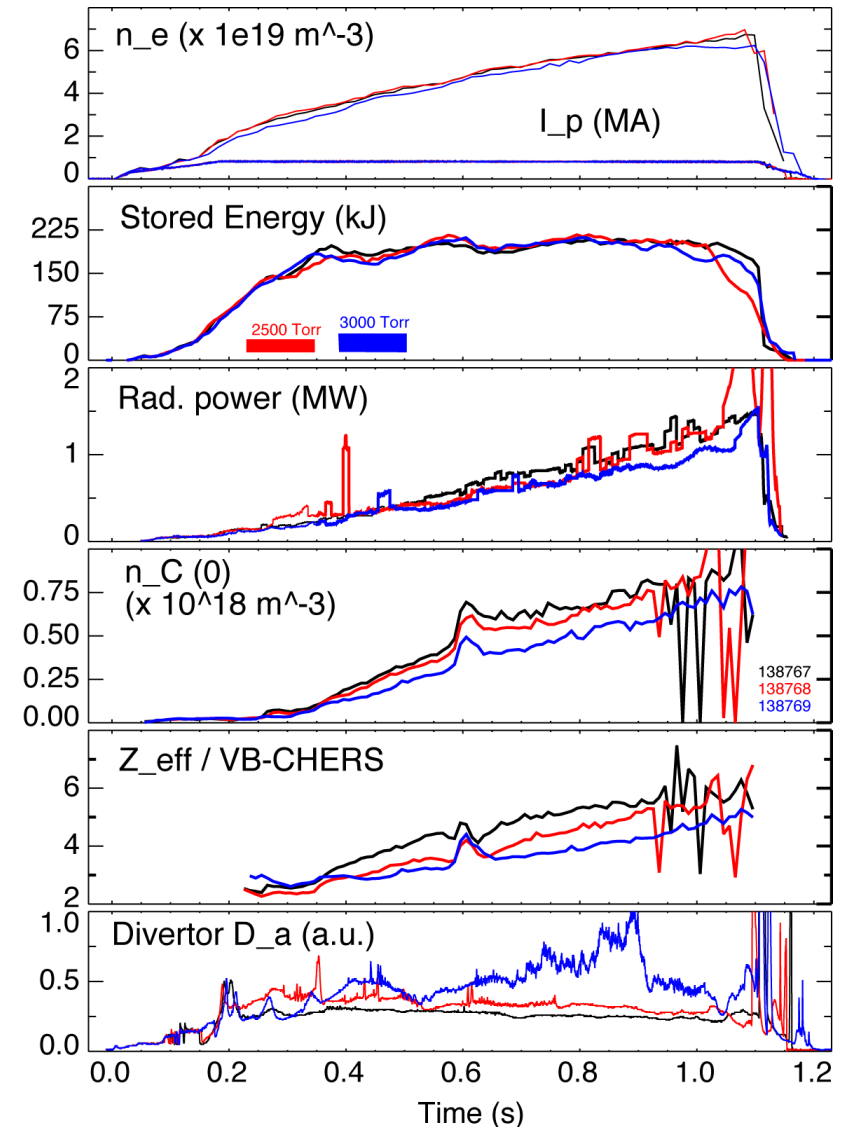 n_e (x 1e19 m^-3)
6
4
2
0
I_p (MA)
Stored Energy (kJ)
225
150
75
0
2500 Torr
3000 Torr
Rad. power (MW)
2
1
0
n_C (0)
(x 10^18 m^-3)
0.75
0.50
0.25
0.00
138767
138768
138769
Z_eff / VB-CHERS
6
4
2
Divertor D_a (a.u.)
1.0
0.5
0.0
0.0 0.2 0.4 0.6 0.8 1.0 1.2
Time (s)